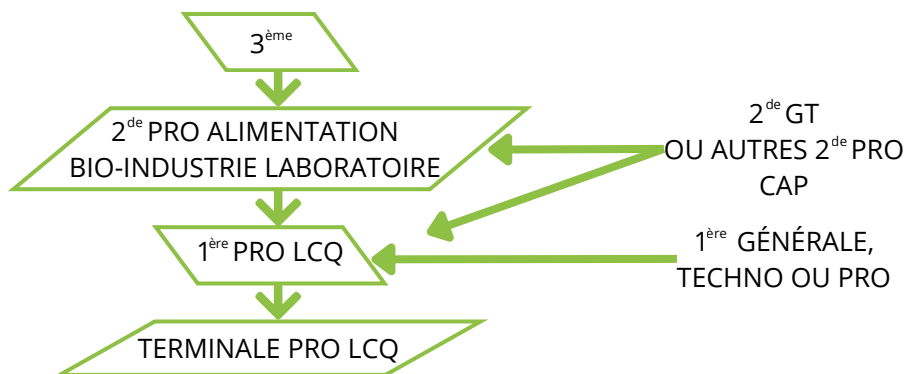 3ème
2de PRO ALIMENTATION
BIO-INDUSTRIE LABORATOIRE
1ère PRO LCQ
TERMINALE PRO LCQ
2de GT
OU AUTRES 2de PRO
CAP
1ère GÉNÉRALE,
TECHNO OU PRO